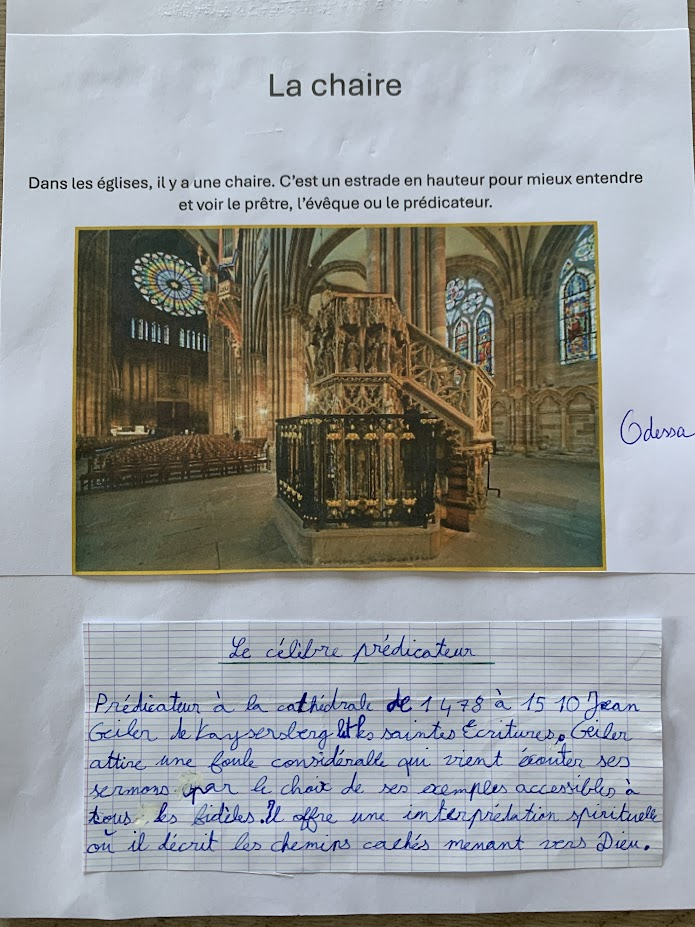 La chaire
Dans les églises, il y a une chaire. C'est un estrade en hauteur pour mieux entendre
et voir le prêtre, l'évêque ou le prédicateur.
Odessa
Le célibre prédicateur
Prédicateur à la cathédrale de 1478 à 1510 Jean
Geiler de Kaysersberg lit les saintes Ecritures. Geiler
attire une foule considérable qui vient écouter ses
sermons par le choix de ses exemples accessibles à
tous les fidèles. Il offre une interprédation spirituelle
où il décrit les chemins cachés menant vers Dieu.